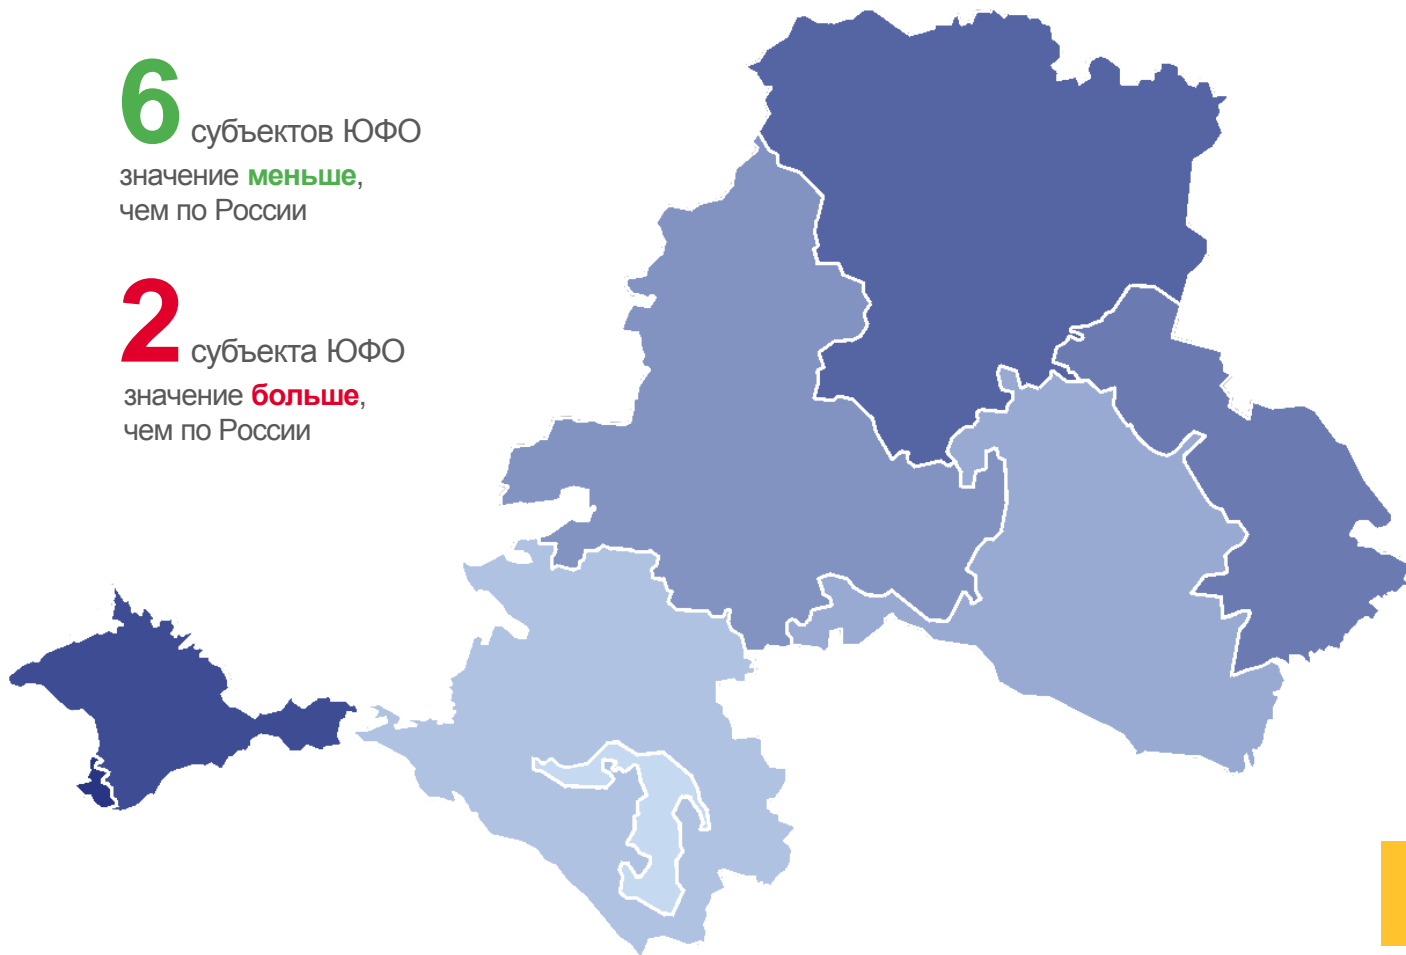 6 субъектов ЮФО
значение меньше,
чем по России
2 субъекта ЮФО
значение больше,
чем по России